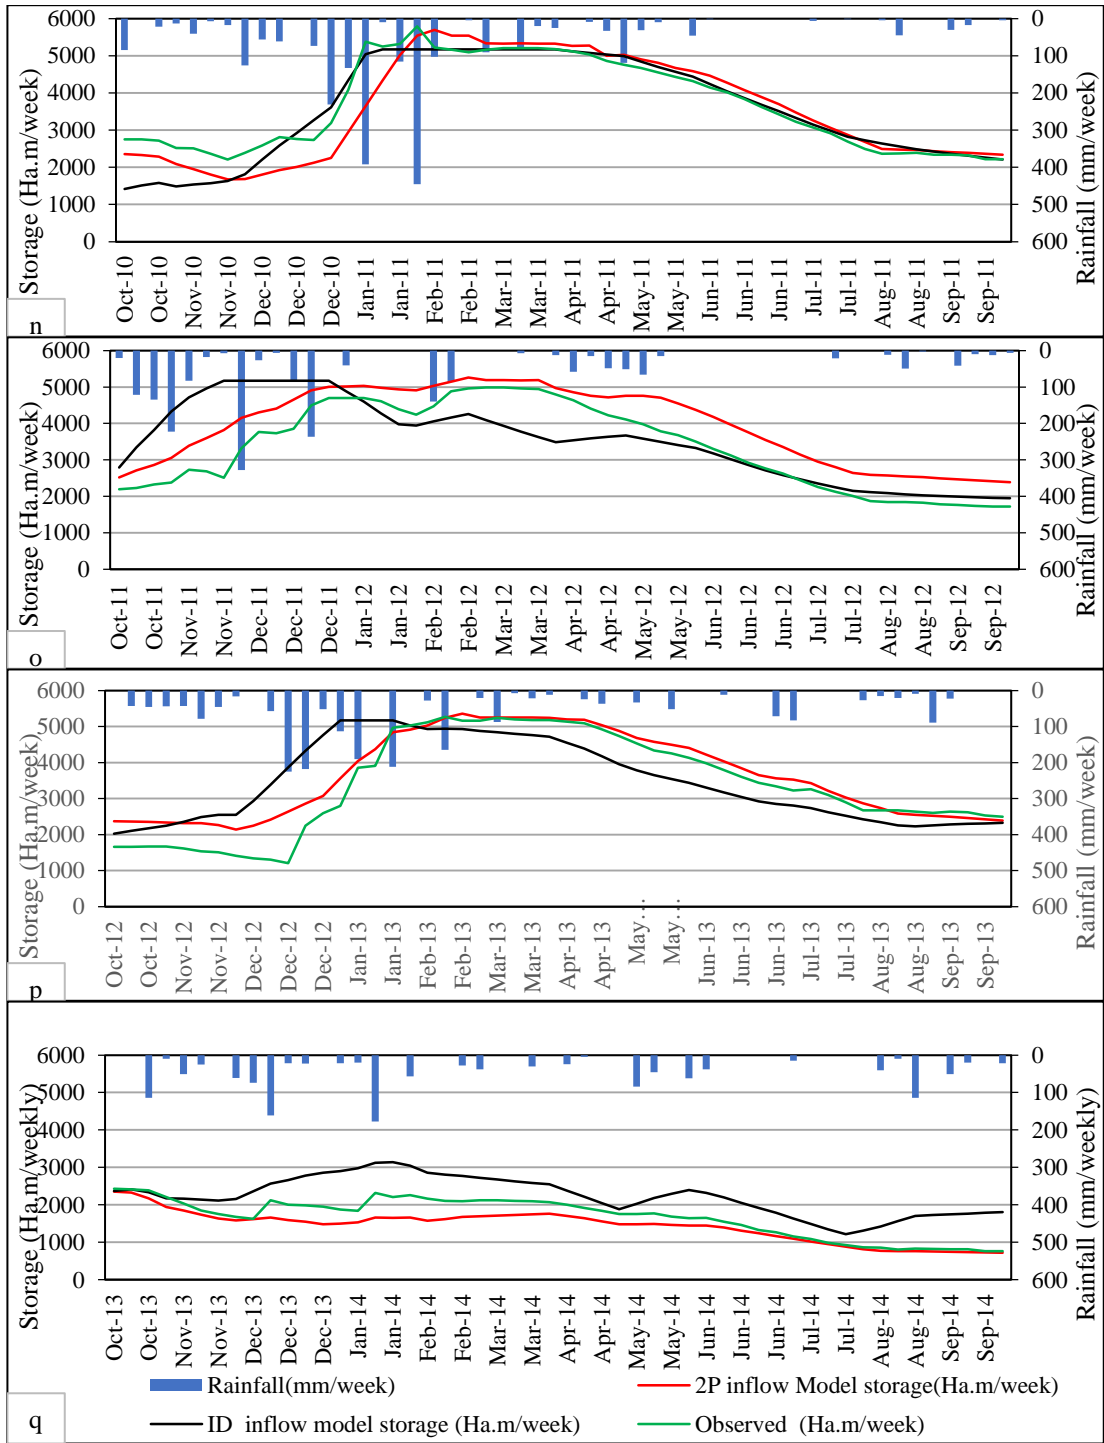 Storage (Ha.m/week)
6000
5000
4000
3000
2000
1000
0
0
100
200
300
400
500
600
Rainfall (mm/week)
Oct-10
Oct-10
Nov-10
Nov-10
Dec-10
Dec-10
Dec-10
Jan-11
Jan-11
Feb-11
Feb-11
Mar-11
Mar-11
Apr-11
Apr-11
May-11
May-11
Jun-11
Jun-11
Jun-11
Jul-11
Jul-11
Aug-11
Aug-11
Sep-11
Sep-11
n
Storage (Ha.m/week)
6000
5000
4000
3000
2000
1000
0
0
100
200
300
400
500
600
Rainfall (mm/week)
Oct-11
Oct-11
Nov-11
Nov-11
Dec-11
Dec-11
Dec-11
Jan-12
Jan-12
Feb-12
Feb-12
Mar-12
Mar-12
Apr-12
Apr-12
May-12
May-12
Jun-12
Jun-12
Jun-12
Jul-12
Jul-12
Aug-12
Aug-12
Sep-12
Sep-12
o
Storage (Ha.m/week)
6000
5000
4000
3000
2000
1000
0
0
100
200
300
400
500
600
Rainfall (mm/week)
Oct-12
Oct-12
Nov-12
Nov-12
Dec-12
Dec-12
Dec-12
Jan-13
Jan-13
Feb-13
Feb-13
Mar-13
Mar-13
Apr-13
Apr-13
May…
May…
Jun-13
Jun-13
Jun-13
Jul-13
Jul-13
Aug-13
Aug-13
Sep-13
Sep-13
p
Storage (Ha.m/weekly)
6000
5000
4000
3000
2000
1000
0
0
100
200
300
400
500
600
Rainfall (mm/weekly)
Oct-13
Oct-13
Nov-13
Nov-13
Dec-13
Dec-13
Dec-13
Jan-14
Jan-14
Feb-14
Feb-14
Mar-14
Mar-14
Apr-14
Apr-14
May-14
May-14
Jun-14
Jun-14
Jun-14
Jul-14
Jul-14
Aug-14
Aug-14
Sep-14
Sep-14
Rainfall(mm/week)
2P inflow Model storage(Ha.m/week)
ID inflow model storage (Ha.m/week)
Observed (Ha.m/week)
q